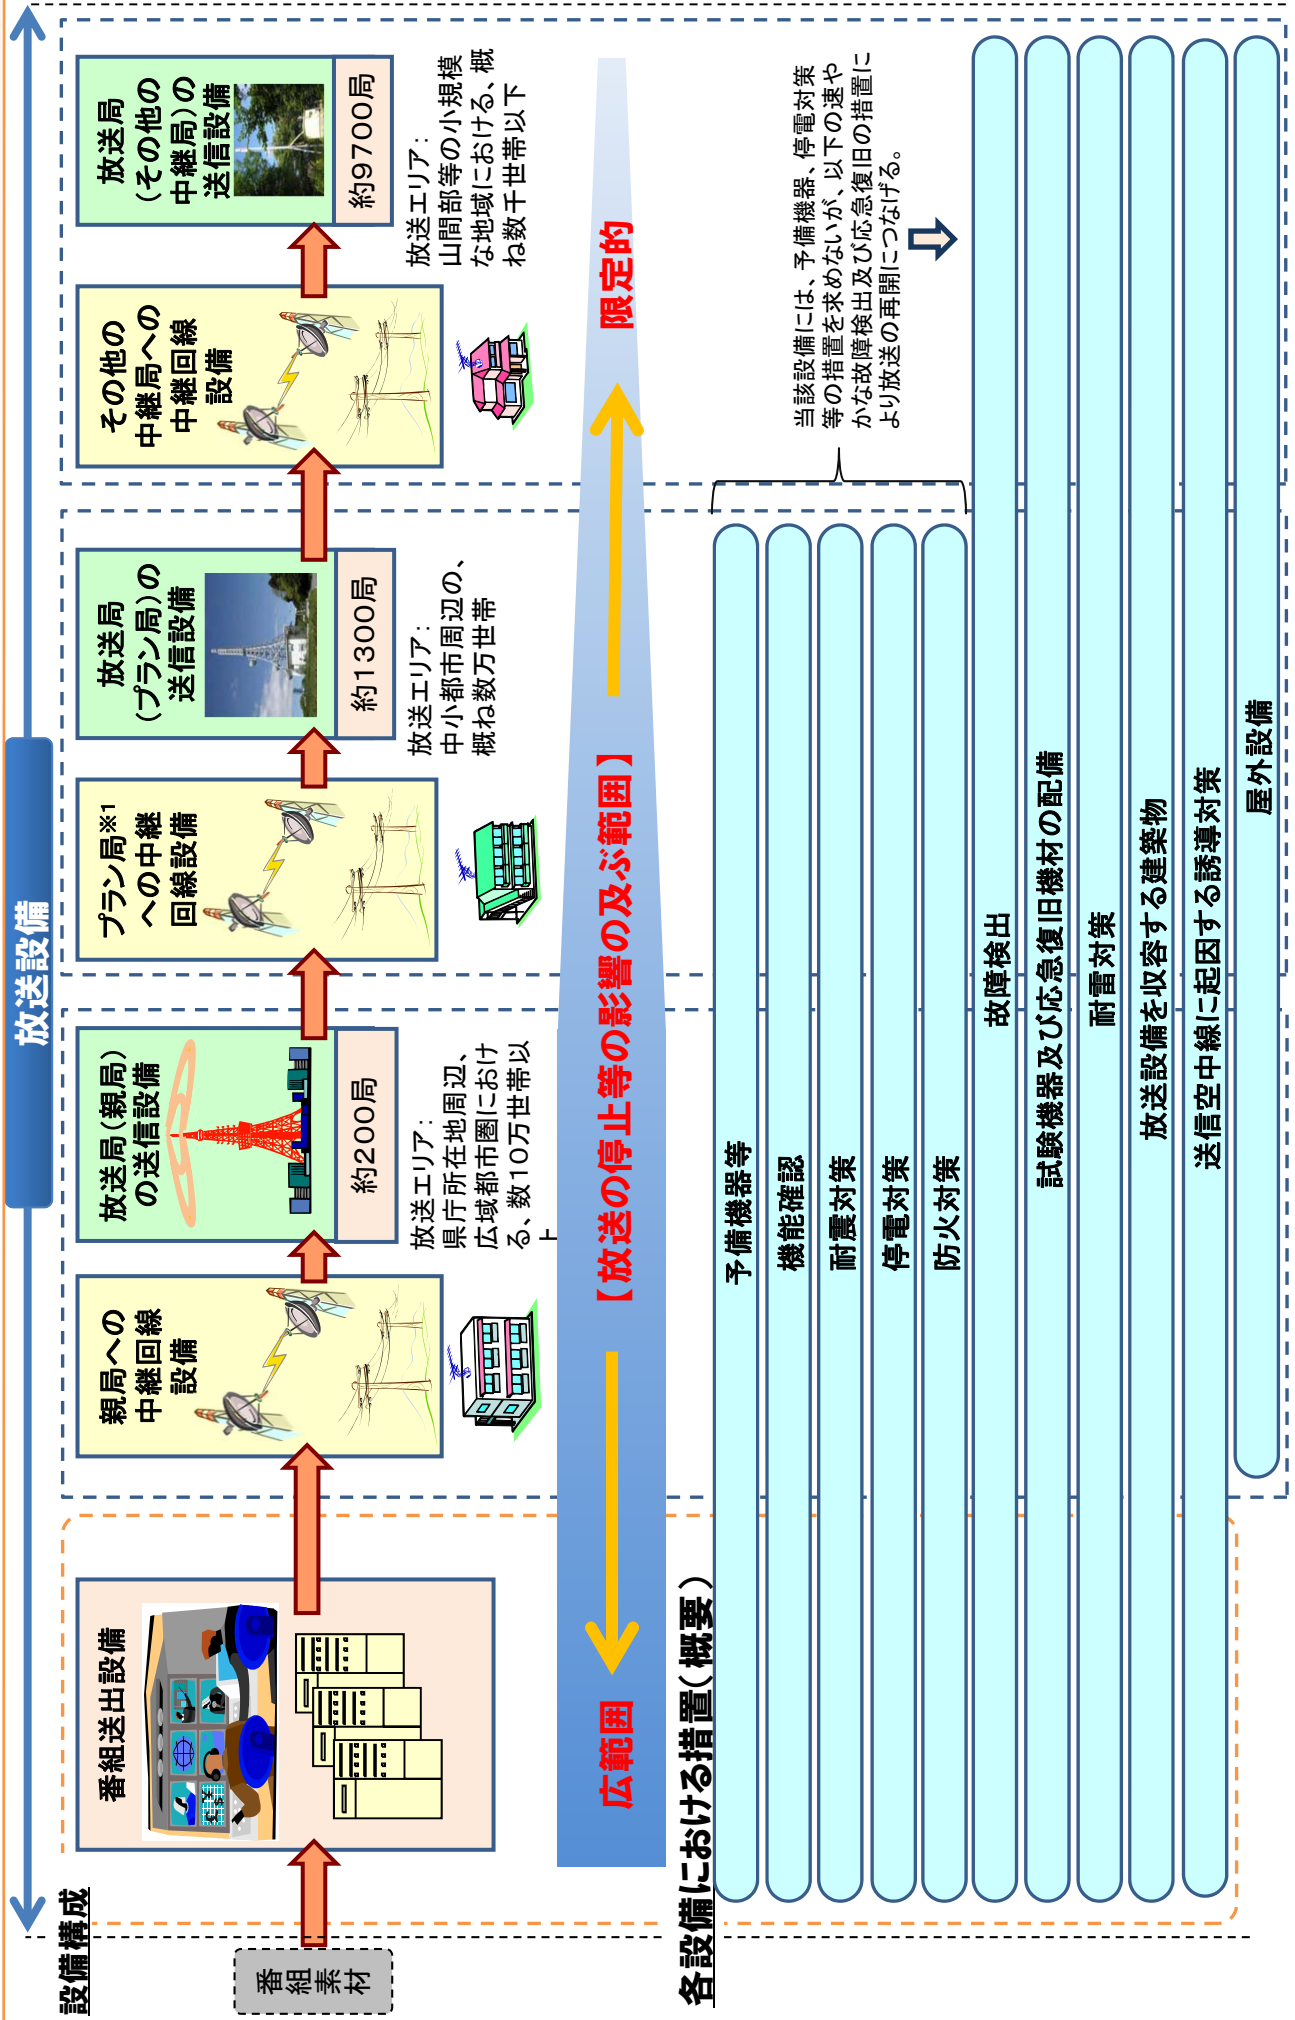 放送設備
設備構成
番組
素材
番組送出設備
親局への
中継回線
設備
放送局(親局)
の送信設備
約200局
放送エリア:
県庁所在地周辺、
広域都市圏におけ
る、数10万世帯以
上
プラン局※1
への中継
回線設備
放送局
(プラン局)の
送信設備
約1300局
放送エリア:
中小都市周辺の、
概ね数万世帯
その他の
中継局への
中継回線
設備
放送局
(その他の
中継局)の
送信設備
約9700局
放送エリア:
山間部等の小規模
な地域における、概
ね数千世帯以下
広範囲
【放送の停止等の影響の及ぶ範囲】
限定的
各設備における措置(概要)
予備機器等
機能確認
耐震対策
停電対策
防火対策
当該設備には、予備機器、停電対策
等の措置を求めないが、以下の速や
かな故障検出及び応急復旧の措置に
より放送の再開につなげる。
故障検出
試験機器及び応急復旧機材の配備
耐雷対策
放送設備を収容する建築物
送信空中線に起因する誘導対策
屋外設備